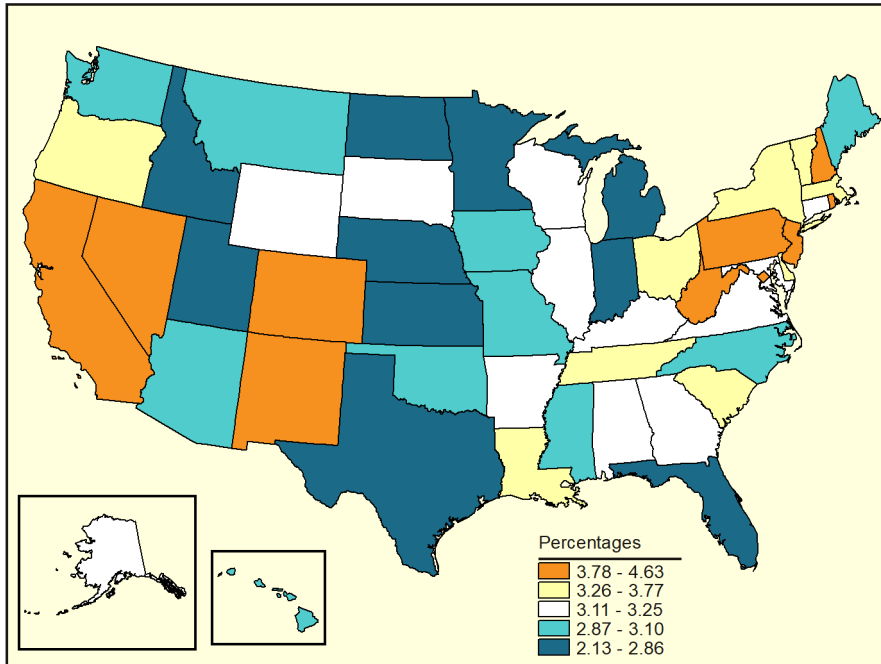 Percentages
3.78 - 4.63
3.26 - 3.77
3.11 - 3.25
2.87 - 3.10
2.13 - 2.86